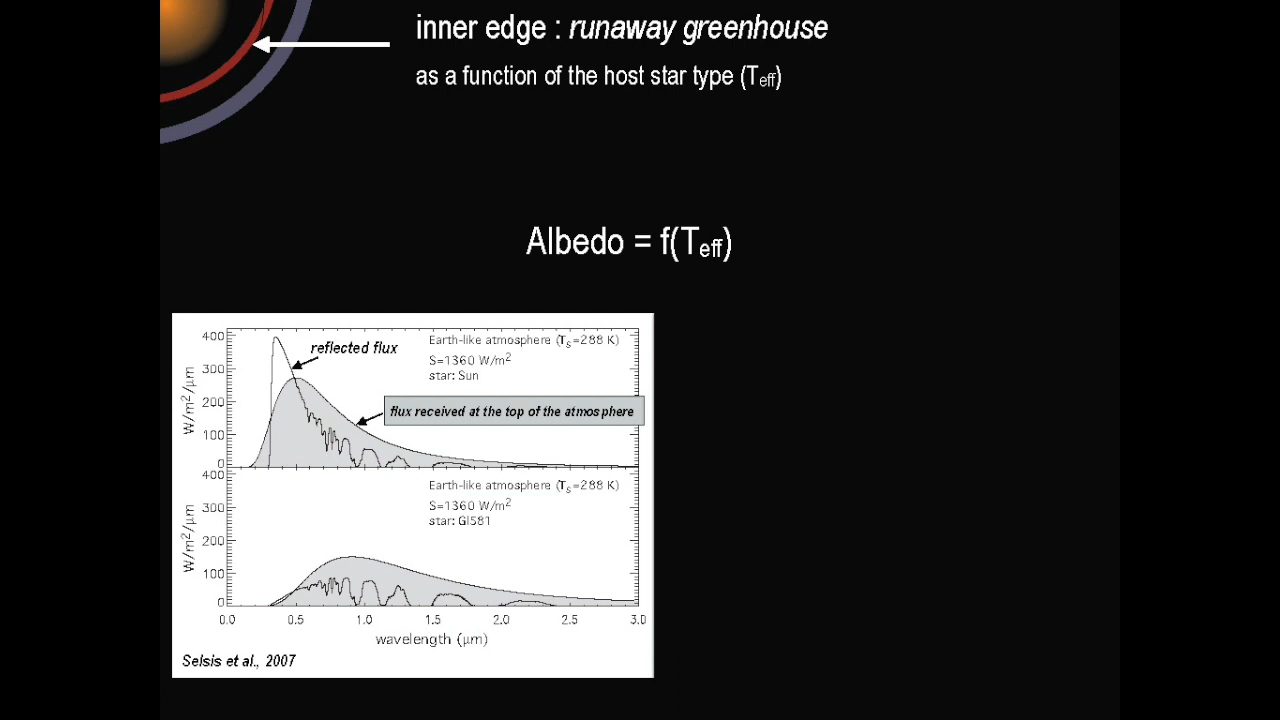 inner edge : runaway greenhouse
as a function of the host star type (Teff)
Albedo = f(Teff)
400
300
200
100
0
W/m2/μm
reflected flux
Earth-like atmosphere (Ts=288 K)
S=1360 W/m2
star: Sun
flux received at the top of the atmosphere
400
300
200
100
0
W/m2/μm
Earth-like atmosphere (Ts=288 K)
S=1360 W/m2
star: Gl581
0.0 0.5 1.0 1.5 2.0 2.5 3.0
wavelength (μm)
Selsis et al., 2007